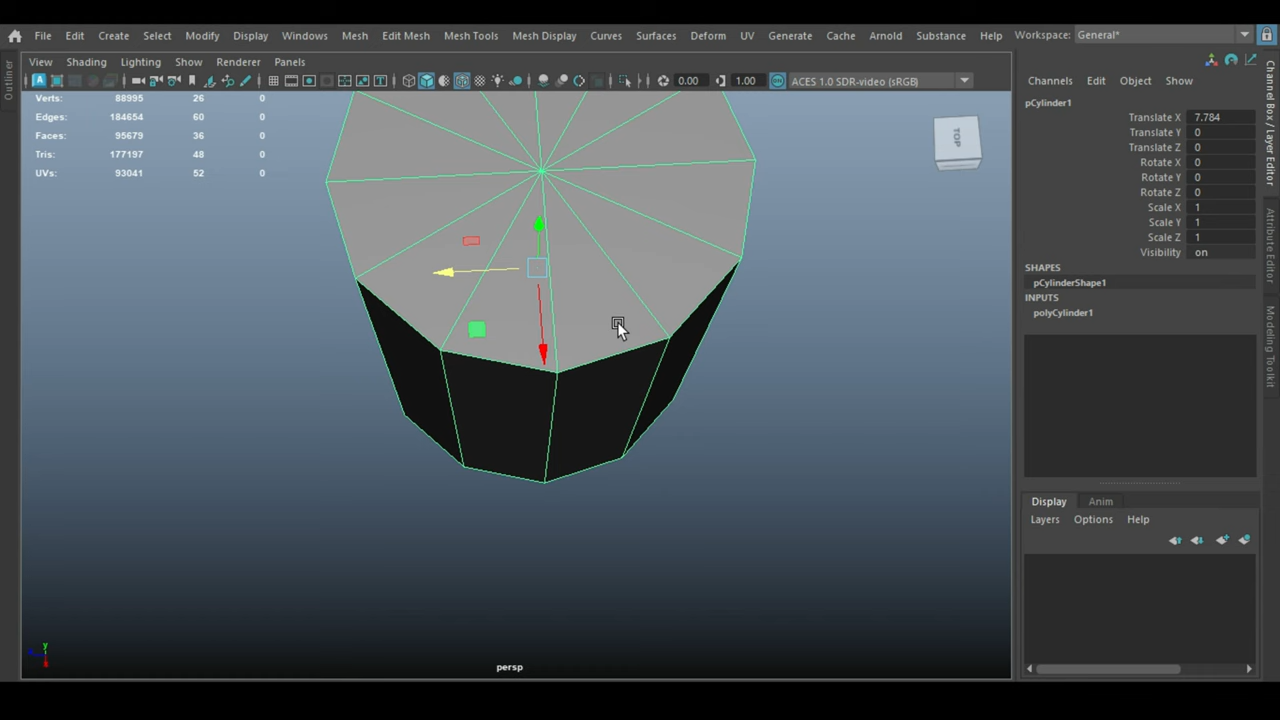 File Edit Create Select Modify Display Windows Mesh Edit Mesh Mesh Tools Mesh Display Curves Surfaces Deform UV Generate Cache Arnold Substance Help Workspace: General*
View Shading Lighting Show Renderer Panels
A 0.00 1.00 ON ACES 1.0 SDR-video (sRGB)
Outliner
Verts: 88995 26 0
Edges: 184654 60 0
Faces: 95679 36 0
Tris: 177197 48 0
UVs: 93041 52 0
TOP
persp
y
Channels Edit Object Show
pCylinder1
Translate X 7.784
Translate Y 0
Translate Z 0
Rotate X 0
Rotate Y 0
Rotate Z 0
Scale X 1
Scale Y 1
Scale Z 1
Visibility on
SHAPES
pCylinderShape1
INPUTS
polyCylinder1
Display Anim
Layers Options Help
Channel Box / Layer Editor
Attribute Editor
Modeling Toolkit